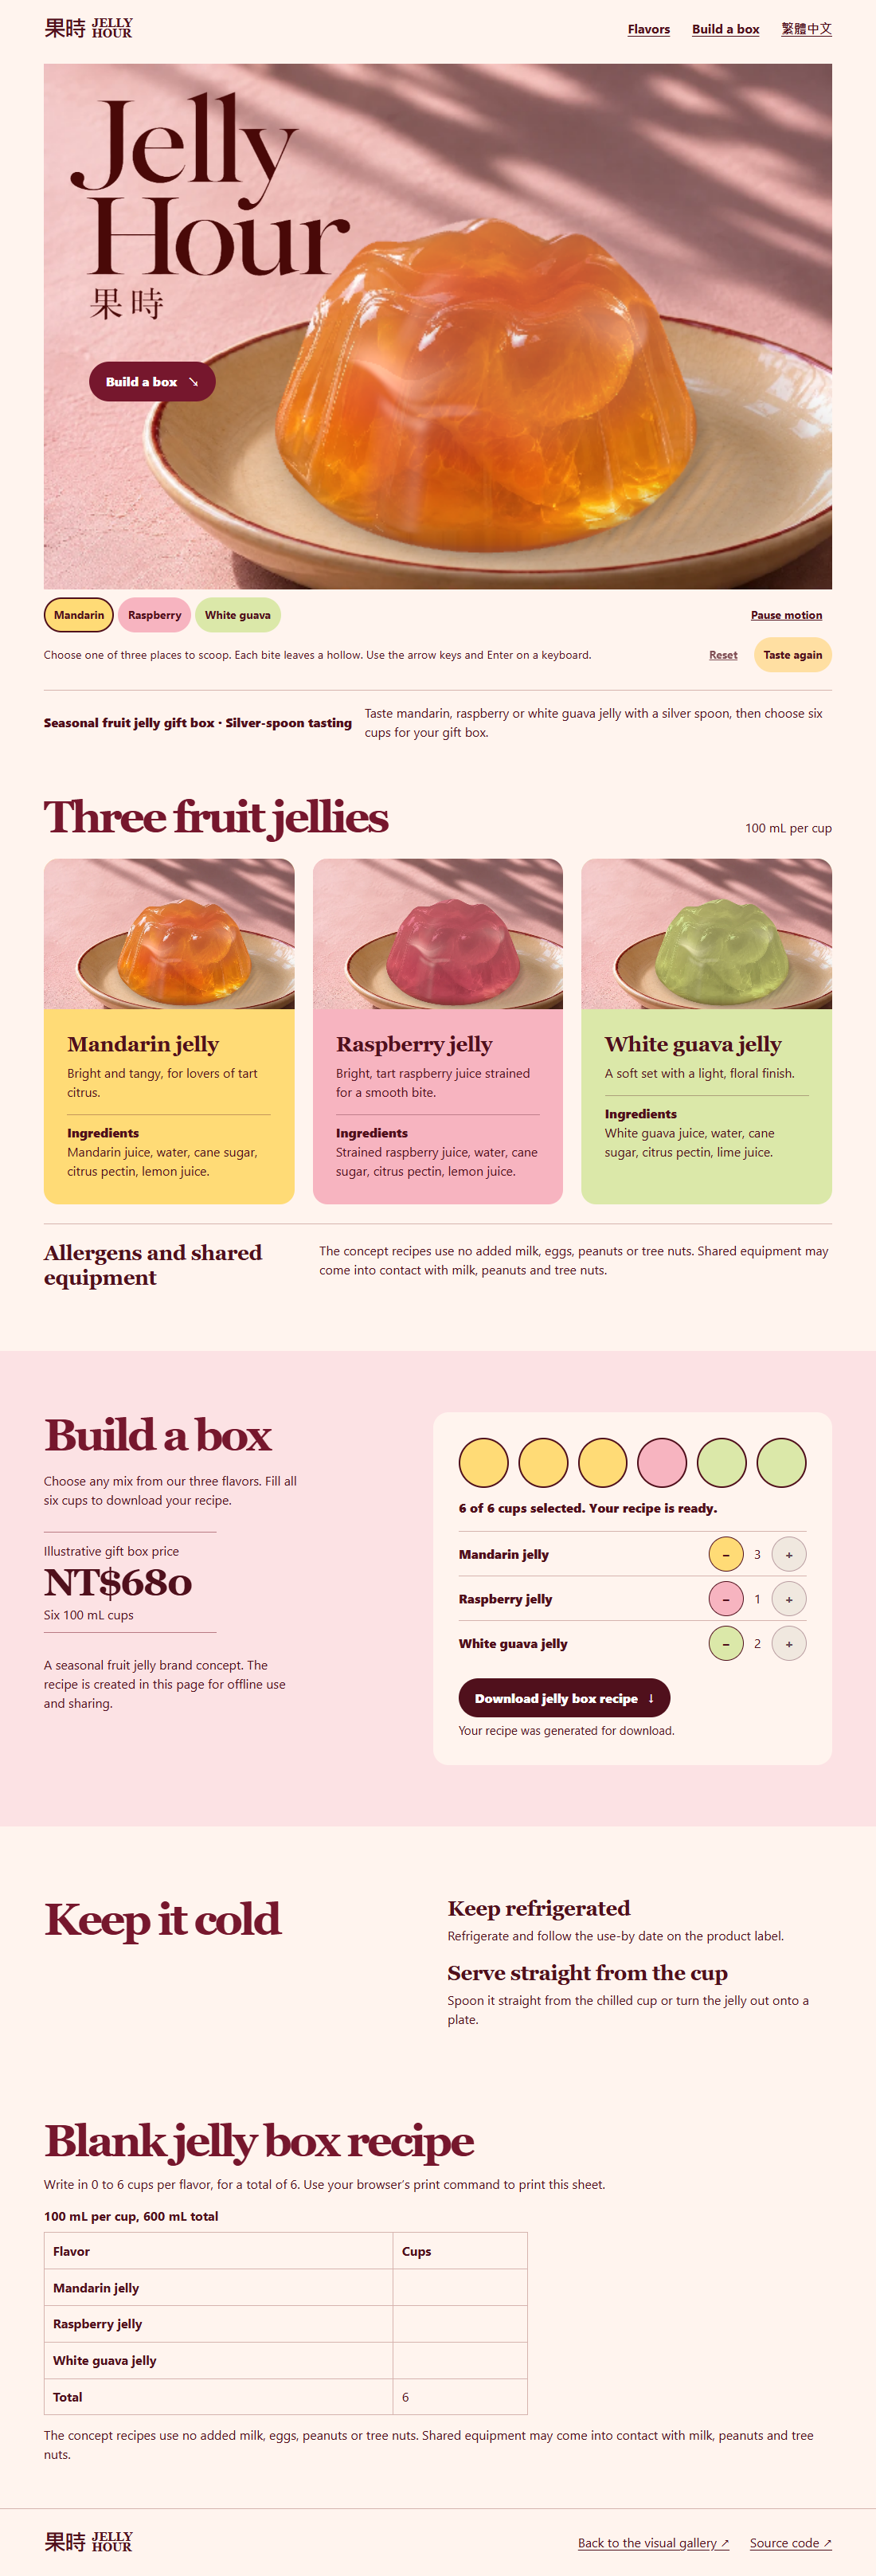 果時 JELLY HOUR
Flavors
Build a box
繁體中文
Jelly
Hour
果時
Build a box ↘
Mandarin
Raspberry
White guava
Pause motion
Choose one of three places to scoop. Each bite leaves a hollow. Use the arrow keys and Enter on a keyboard.
Reset
Taste again
Seasonal fruit jelly gift box · Silver-spoon tasting
Taste mandarin, raspberry or white guava jelly with a silver spoon, then choose six
cups for your gift box.
Three fruit jellies
100 mL per cup
Mandarin jelly
Bright and tangy, for lovers of tart
citrus.
Ingredients
Mandarin juice, water, cane sugar,
citrus pectin, lemon juice.
Raspberry jelly
Bright, tart raspberry juice strained
for a smooth bite.
Ingredients
Strained raspberry juice, water, cane
sugar, citrus pectin, lemon juice.
White guava jelly
A soft set with a light, floral finish.
Ingredients
White guava juice, water, cane
sugar, citrus pectin, lime juice.
Allergens and shared
equipment
The concept recipes use no added milk, eggs, peanuts or tree nuts. Shared equipment may
come into contact with milk, peanuts and tree nuts.
Build a box
Choose any mix from our three flavors. Fill all
six cups to download your recipe.
Illustrative gift box price
NT$680
Six 100 mL cups
A seasonal fruit jelly brand concept. The
recipe is created in this page for offline use
and sharing.
6 of 6 cups selected. Your recipe is ready.
Mandarin jelly − 3 +
Raspberry jelly − 1 +
White guava jelly − 2 +
Download jelly box recipe ↓
Your recipe was generated for download.
Keep it cold
Keep refrigerated
Refrigerate and follow the use-by date on the product label.
Serve straight from the cup
Spoon it straight from the chilled cup or turn the jelly out onto a
plate.
Blank jelly box recipe
Write in 0 to 6 cups per flavor, for a total of 6. Use your browser's print command to print this sheet.
100 mL per cup, 600 mL total
Flavor Cups
Mandarin jelly
Raspberry jelly
White guava jelly
Total 6
The concept recipes use no added milk, eggs, peanuts or tree nuts. Shared equipment may come into contact with milk, peanuts and tree
nuts.
果時 JELLY HOUR
Back to the visual gallery ↗
Source code ↗